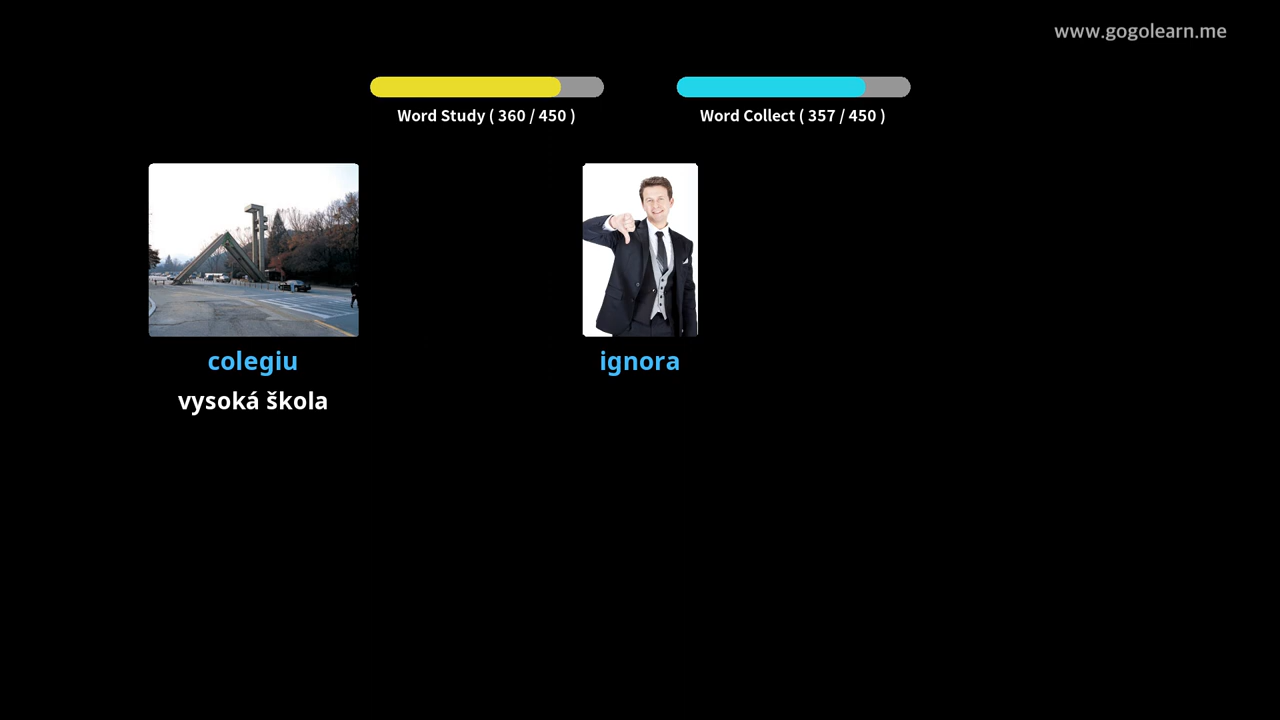 www.gogolearn.me
Word Study ( 360 / 450 )
Word Collect ( 357 / 450 )
colegiu
ignora
vysoká škola